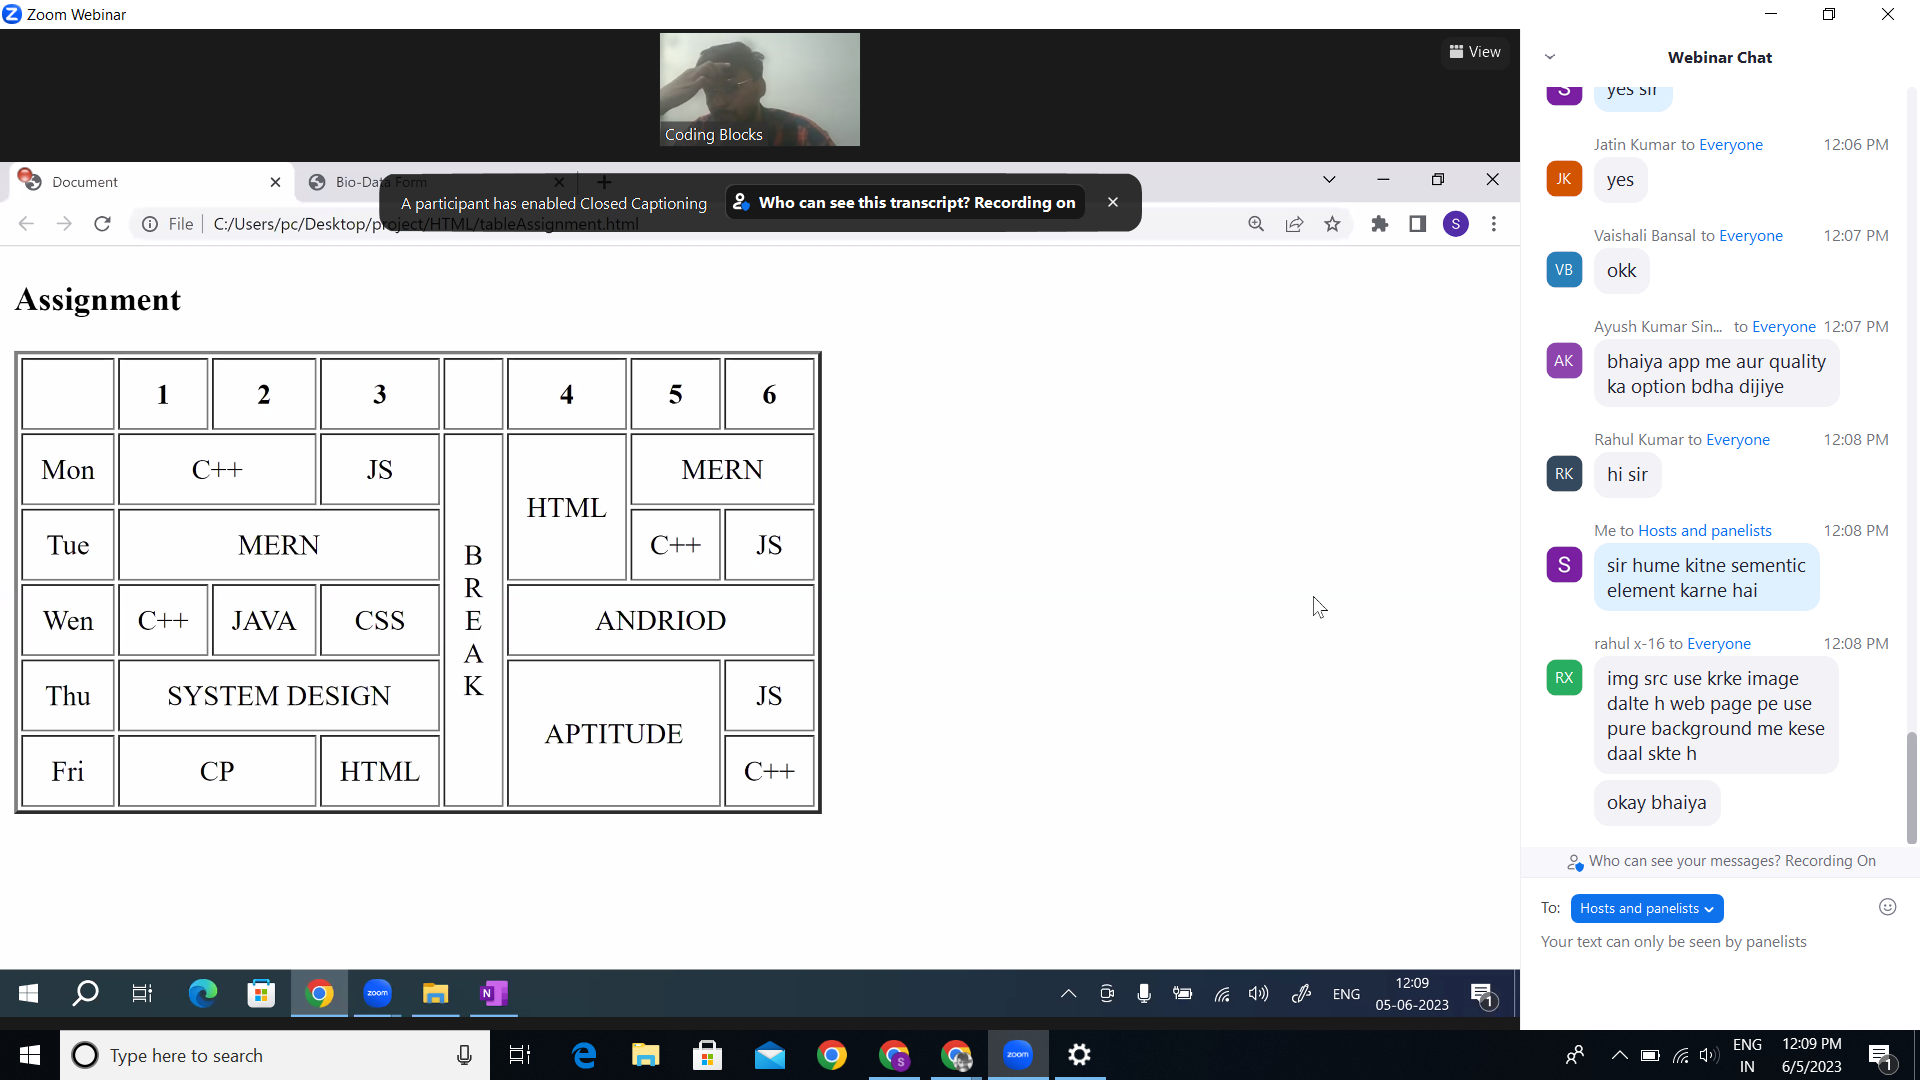 Zoom Webinar
View
Coding Blocks
Document
Bio-Data Form
A participant has enabled Closed Captioning
Who can see this transcript? Recording on
File
C:/Users/pc/Desktop/project/HTML/tableAssignment.html
S
Assignment
1 2 3 4 5 6
Mon C++ JS B R E A K HTML MERN
Tue MERN C++ JS
Wen C++ JAVA CSS ANDRIOD
Thu SYSTEM DESIGN APTITUDE JS
Fri CP HTML C++
zoom
N
ENG
12:09
05-06-2023
1
Webinar Chat
S
yes sir
Jatin Kumar to Everyone 12:06 PM
JK
yes
Vaishali Bansal to Everyone 12:07 PM
VB
okk
Ayush Kumar Sin... to Everyone 12:07 PM
AK
bhaiya app me aur quality
ka option bdha dijiye
Rahul Kumar to Everyone 12:08 PM
RK
hi sir
Me to Hosts and panelists 12:08 PM
S
sir hume kitne sementic
element karne hai
rahul x-16 to Everyone 12:08 PM
RX
img src use krke image
dalte h web page pe use
pure background me kese
daal skte h
okay bhaiya
Who can see your messages? Recording On
To: Hosts and panelists
Your text can only be seen by panelists
Type here to search
S
zoom
ENG
IN
12:09 PM
6/5/2023
1